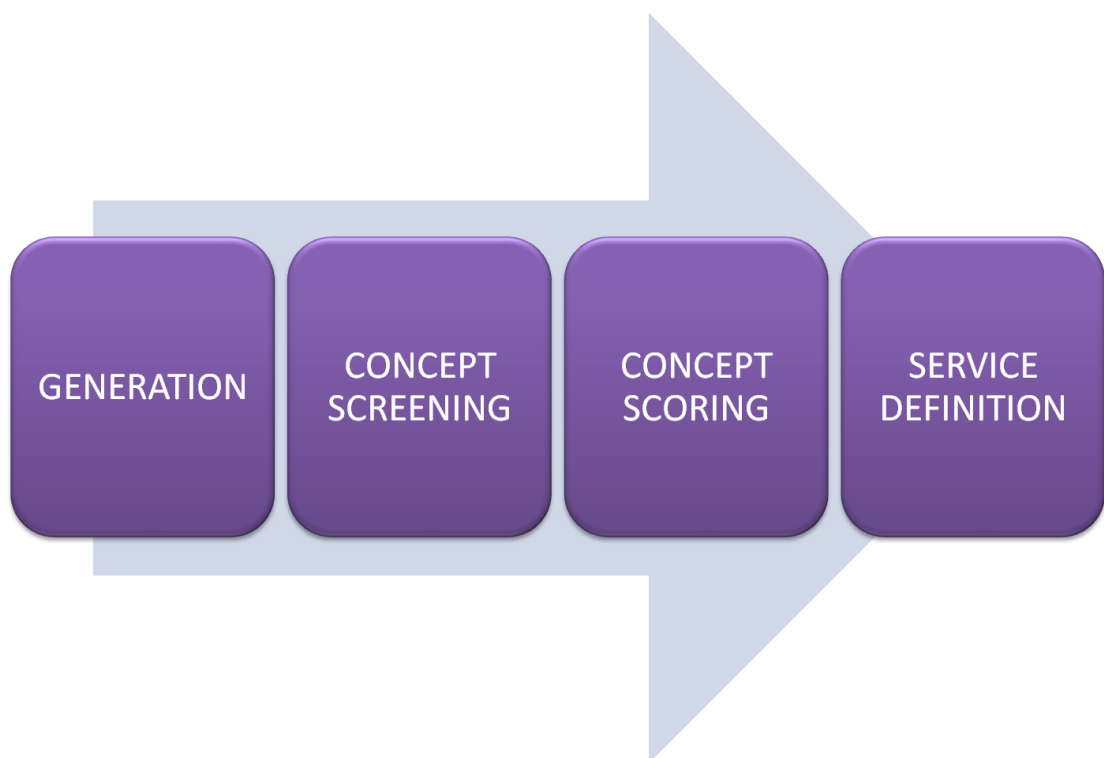 GENERATION
CONCEPT
SCREENING
CONCEPT
SCORING
SERVICE
DEFINITION